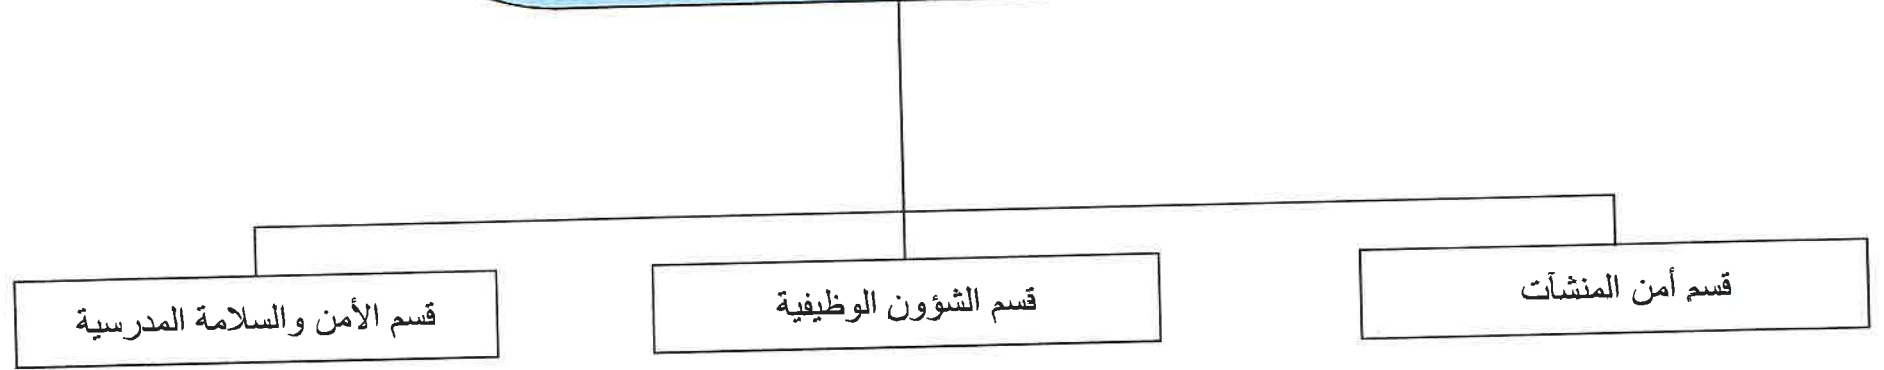 قسم أمن المنشآت
قسم الشؤون الوظيفية
قسم الأمن والسلامة المدرسية